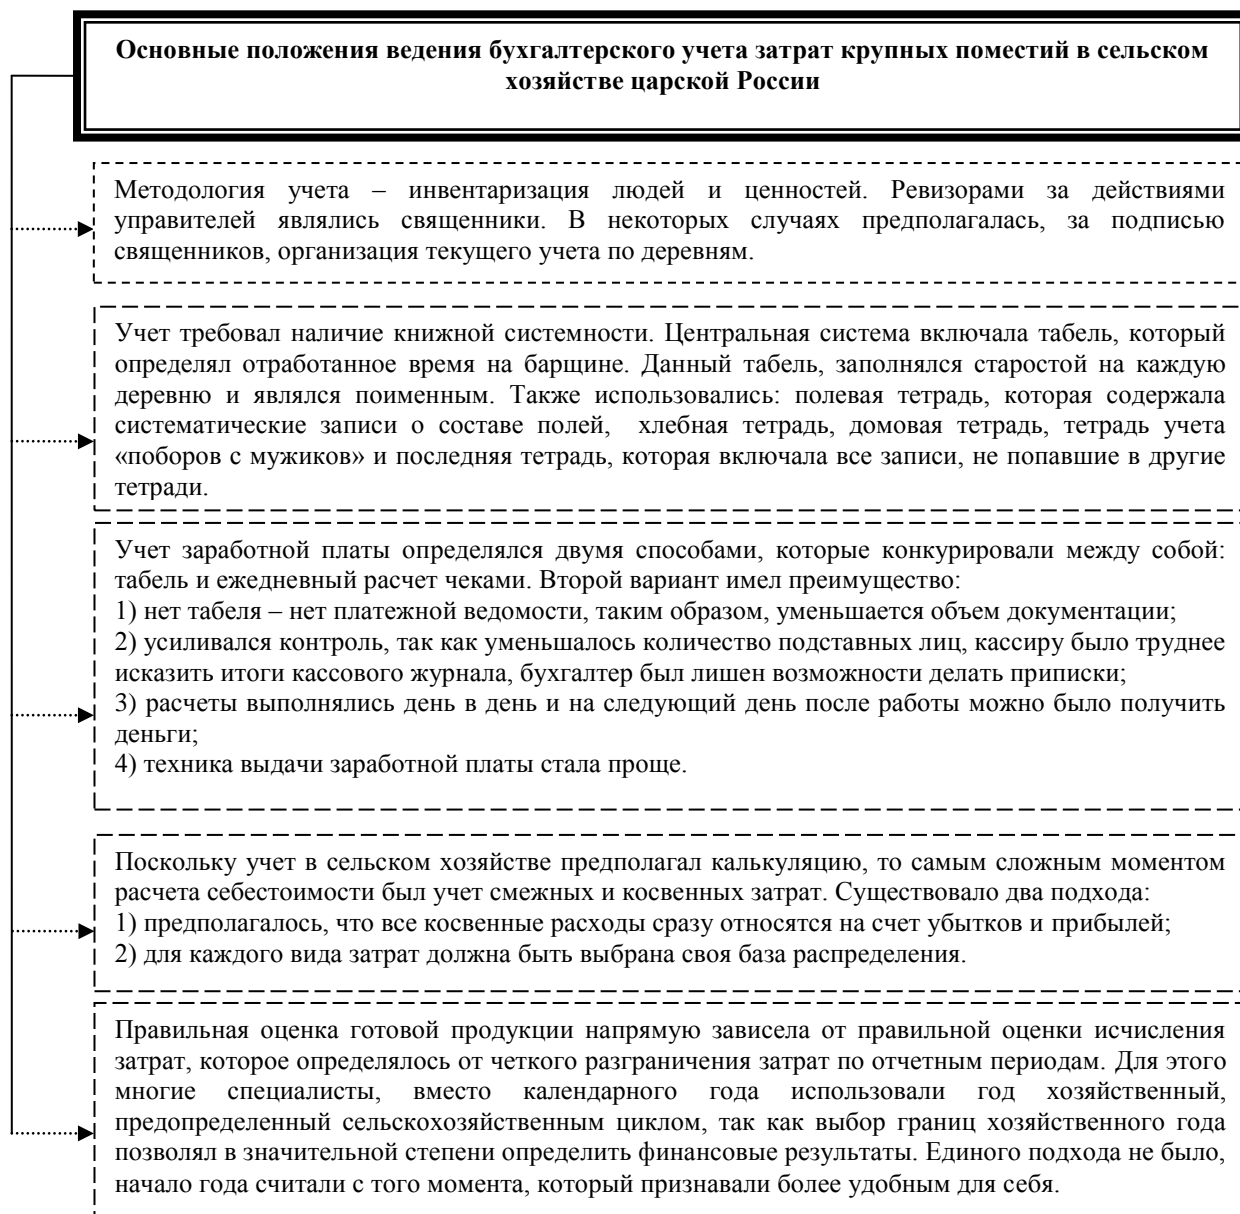 Основные положения ведения бухгалтерского учета затрат крупных поместий в сельском
хозяйстве царской России
Методология учета – инвентаризация людей и ценностей. Ревизорами за действиями
управителей являлись священники. В некоторых случаях предполагалась, за подписью
священников, организация текущего учета по деревням.
Учет требовал наличие книжной системности. Центральная система включала табель, который
определял отработанное время на барщине. Данный табель, заполнялся старостой на каждую
деревню и являлся поименным. Также использовались: полевая тетрадь, которая содержала
систематические записи о составе полей, хлебная тетрадь, домовая тетрадь, тетрадь учета
«поборов с мужиков» и последняя тетрадь, которая включала все записи, не попавшие в другие
тетради.
Учет заработной платы определялся двумя способами, которые конкурировали между собой:
табель и ежедневный расчет чеками. Второй вариант имел преимущество:
1) нет табеля – нет платежной ведомости, таким образом, уменьшается объем документации;
2) усиливался контроль, так как уменьшалось количество подставных лиц, кассиру было труднее
исказить итоги кассового журнала, бухгалтер был лишен возможности делать приписки;
3) расчеты выполнялись день в день и на следующий день после работы можно было получить
деньги;
4) техника выдачи заработной платы стала проще.
Поскольку учет в сельском хозяйстве предполагал калькуляцию, то самым сложным моментом
расчета себестоимости был учет смежных и косвенных затрат. Существовало два подхода:
1) предполагалось, что все косвенные расходы сразу относятся на счет убытков и прибылей;
2) для каждого вида затрат должна быть выбрана своя база распределения.
Правильная оценка готовой продукции напрямую зависела от правильной оценки исчисления
затрат, которое определялось от четкого разграничения затрат по отчетным периодам. Для этого
многие специалисты, вместо календарного года использовали год хозяйственный,
предопределенный сельскохозяйственным циклом, так как выбор границ хозяйственного года
позволял в значительной степени определить финансовые результаты. Единого подхода не было,
начало года считали с того момента, который признавали более удобным для себя.